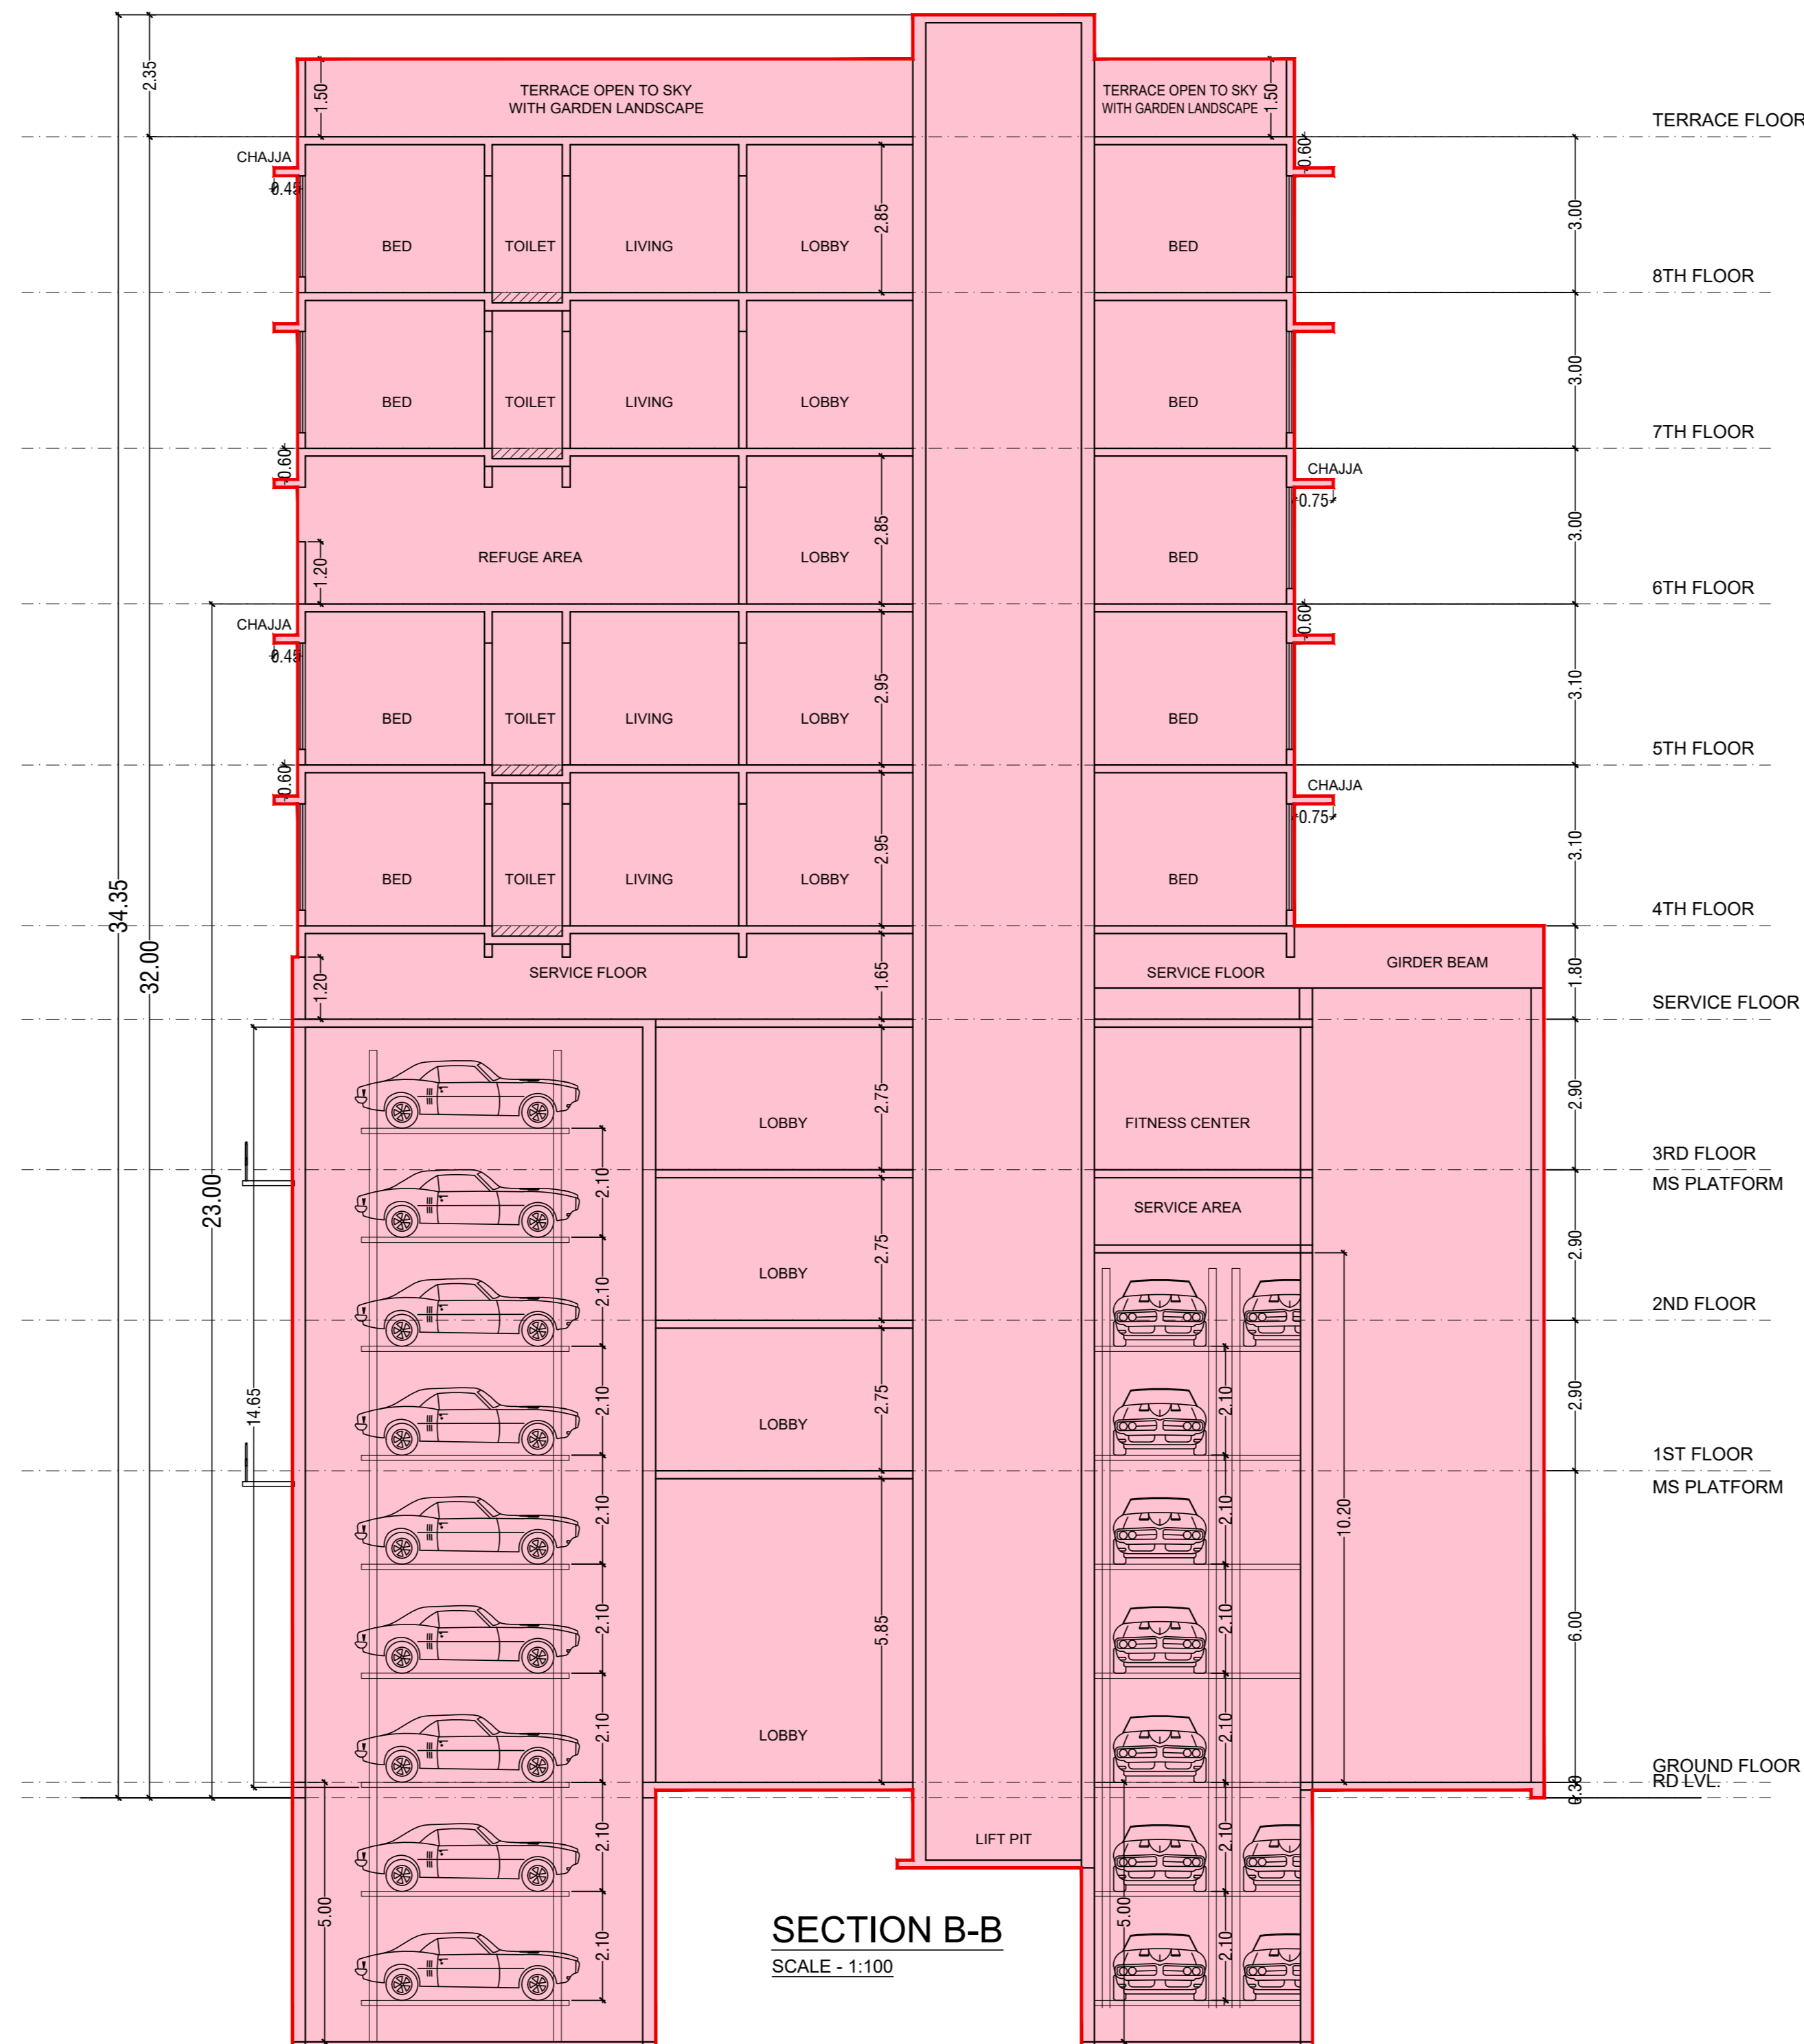 2.35
1.50
TERRACE OPEN TO SKY
WITH GARDEN LANDSCAPE
TERRACE OPEN TO SKY
WITH GARDEN LANDSCAPE
1.50
TERRACE FLOOR
CHAJJA
0.45
0.60
2.85
3.00
BED
TOILET
LIVING
LOBBY
BED
8TH FLOOR
3.00
BED
TOILET
LIVING
LOBBY
BED
7TH FLOOR
0.60
CHAJJA
0.75
2.85
3.00
1.20
REFUGE AREA
LOBBY
BED
6TH FLOOR
CHAJJA
0.45
0.60
2.95
3.10
BED
TOILET
LIVING
LOBBY
BED
5TH FLOOR
0.60
CHAJJA
0.75
2.95
3.10
BED
TOILET
LIVING
LOBBY
BED
34.35
32.00
4TH FLOOR
1.20
SERVICE FLOOR
1.65
SERVICE FLOOR
GIRDER BEAM
1.80
SERVICE FLOOR
2.75
2.90
LOBBY
FITNESS CENTER
3RD FLOOR
MS PLATFORM
23.00
2.10
2.75
SERVICE AREA
2.90
LOBBY
2.10
2ND FLOOR
14.65
2.10
2.75
2.10
2.90
LOBBY
1ST FLOOR
MS PLATFORM
2.10
2.10
10.20
2.10
5.85
2.10
6.00
2.10
2.10
LOBBY
GROUND FLOOR
RD LVL.
0.30
2.10
2.10
LIFT PIT
5.00
2.10
5.00
2.10
SECTION B-B
SCALE - 1:100